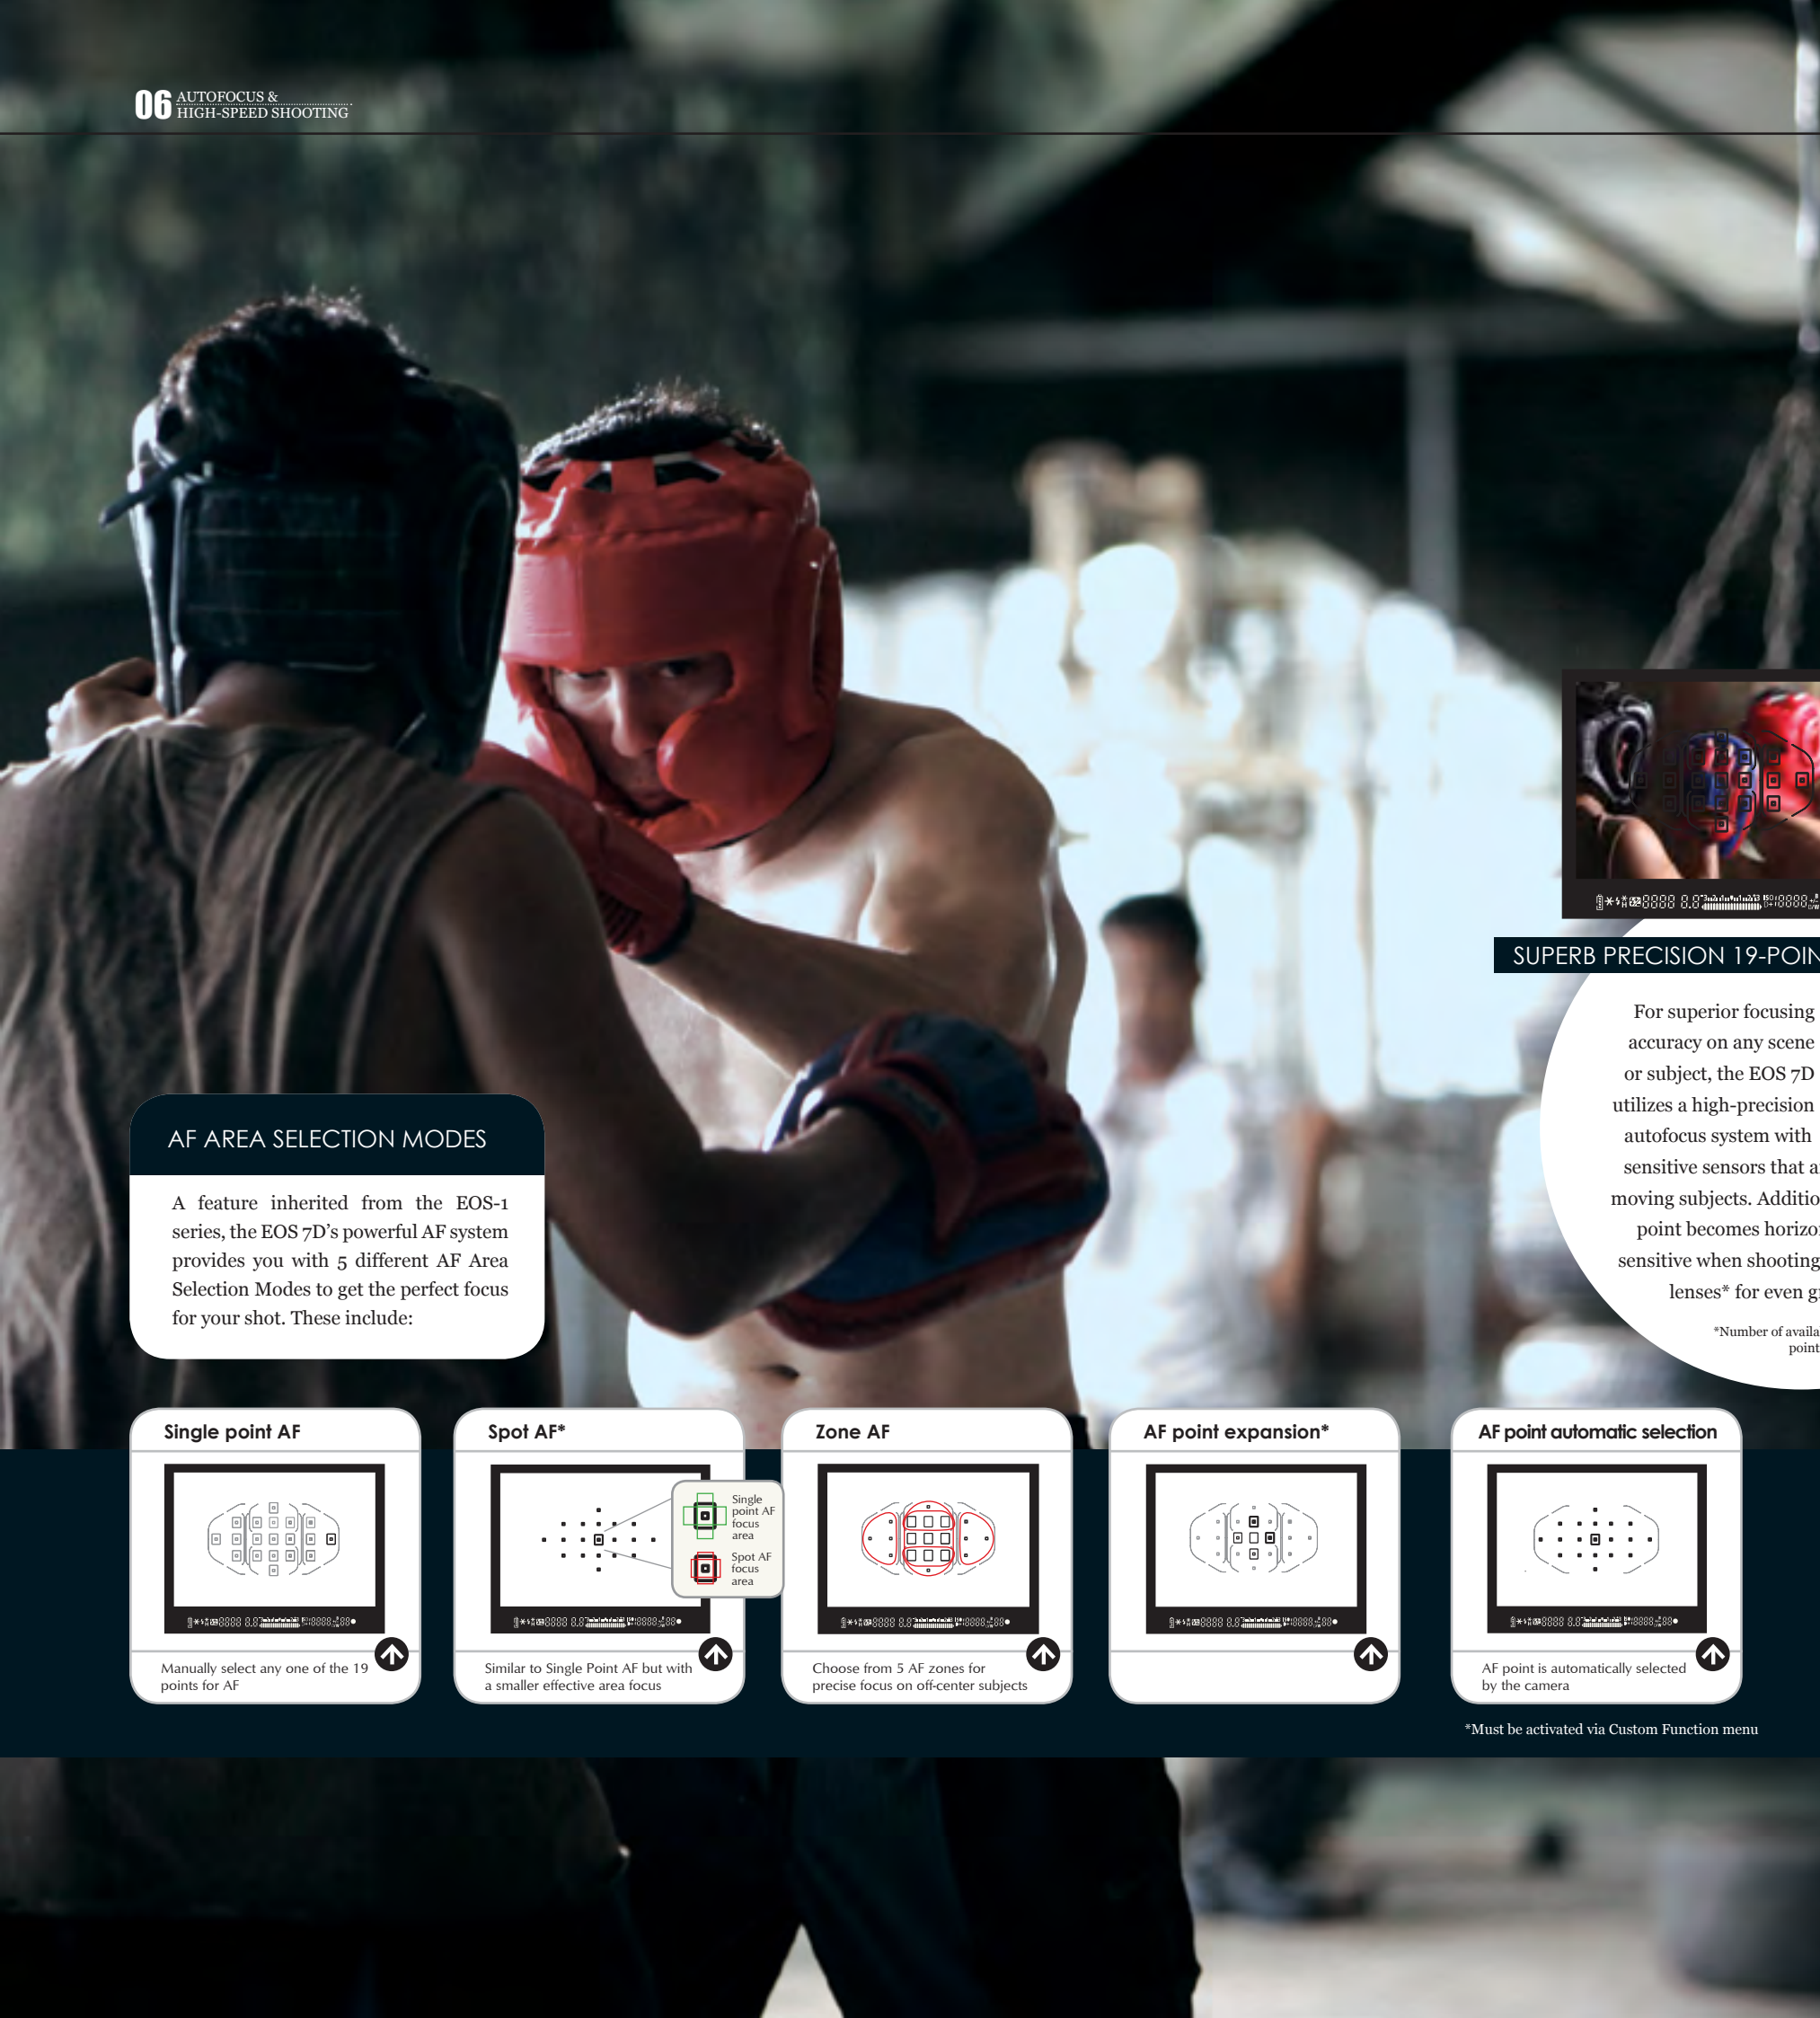 06 AUTOFOCUS &
HIGH-SPEED SHOOTING
SUPERB PRECISION 19-POIN
For superior focusing
accuracy on any scene
or subject, the EOS 7D
utilizes a high-precision
autofocus system with
sensitive sensors that a
moving subjects. Additio
point becomes horizo
sensitive when shooting
lenses* for even g
*Number of availa
point
AF AREA SELECTION MODES
A feature inherited from the EOS-1
series, the EOS 7D's powerful AF system
provides you with 5 different AF Area
Selection Modes to get the perfect focus
for your shot. These include:
Single point AF
Manually select any one of the 19
points for AF
Spot AF*
Single
point AF
focus
area
Spot AF
focus
area
Similar to Single Point AF but with
a smaller effective area focus
Zone AF
Choose from 5 AF zones for
precise focus on off-center subjects
AF point expansion*
AF point automatic selection
AF point is automatically selected
by the camera
*Must be activated via Custom Function menu